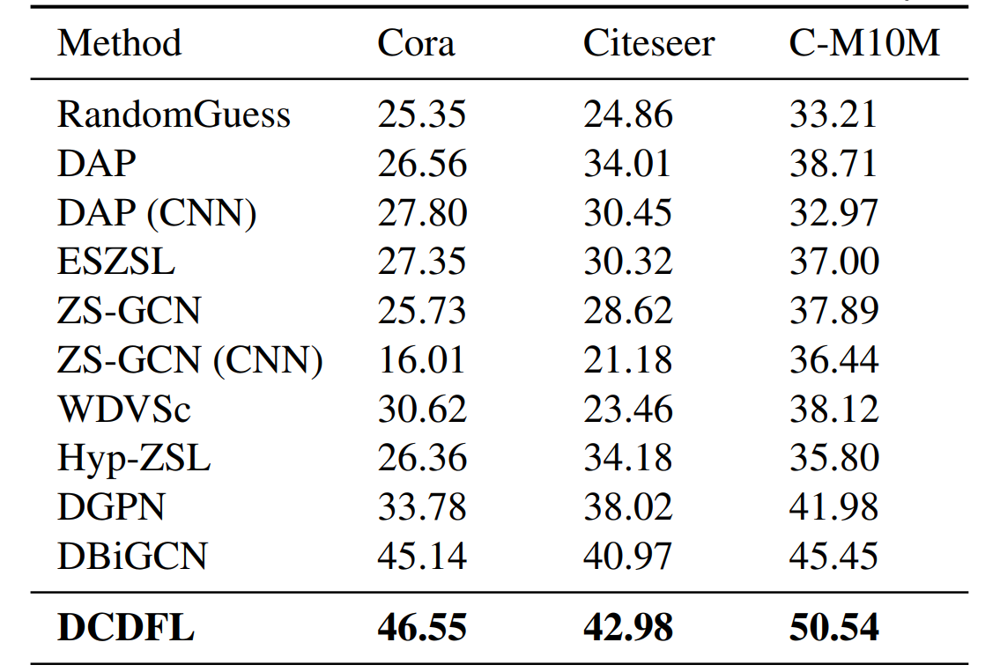 Method Cora Citeseer C-M10M
RandomGuess 25.35 24.86 33.21
DAP 26.56 34.01 38.71
DAP (CNN) 27.80 30.45 32.97
ESZSL 27.35 30.32 37.00
ZS-GCN 25.73 28.62 37.89
ZS-GCN (CNN) 16.01 21.18 36.44
WDVSc 30.62 23.46 38.12
Hyp-ZSL 26.36 34.18 35.80
DGPN 33.78 38.02 41.98
DBiGCN 45.14 40.97 45.45
DCDFL 46.55 42.98 50.54